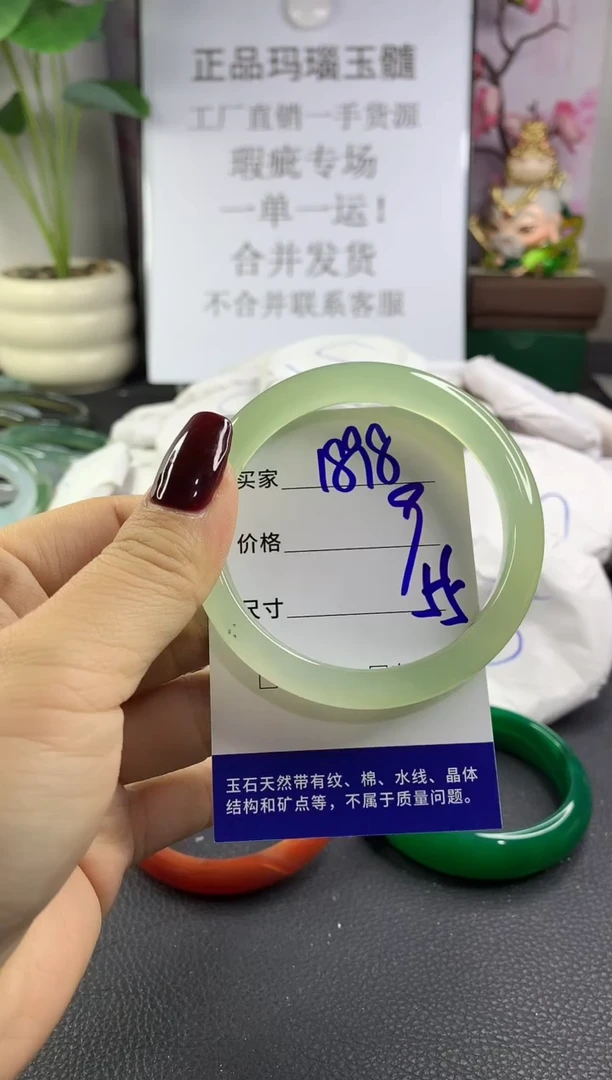 正品玛瑙玉髓
工厂直销一手货源
瑕疵专场
一单一运！
合并发货
不合并联系客服
买家 1898
价格 9
尺寸 55
玉石天然带有纹、棉、水线、晶体
结构和矿点等，不属于质量问题。